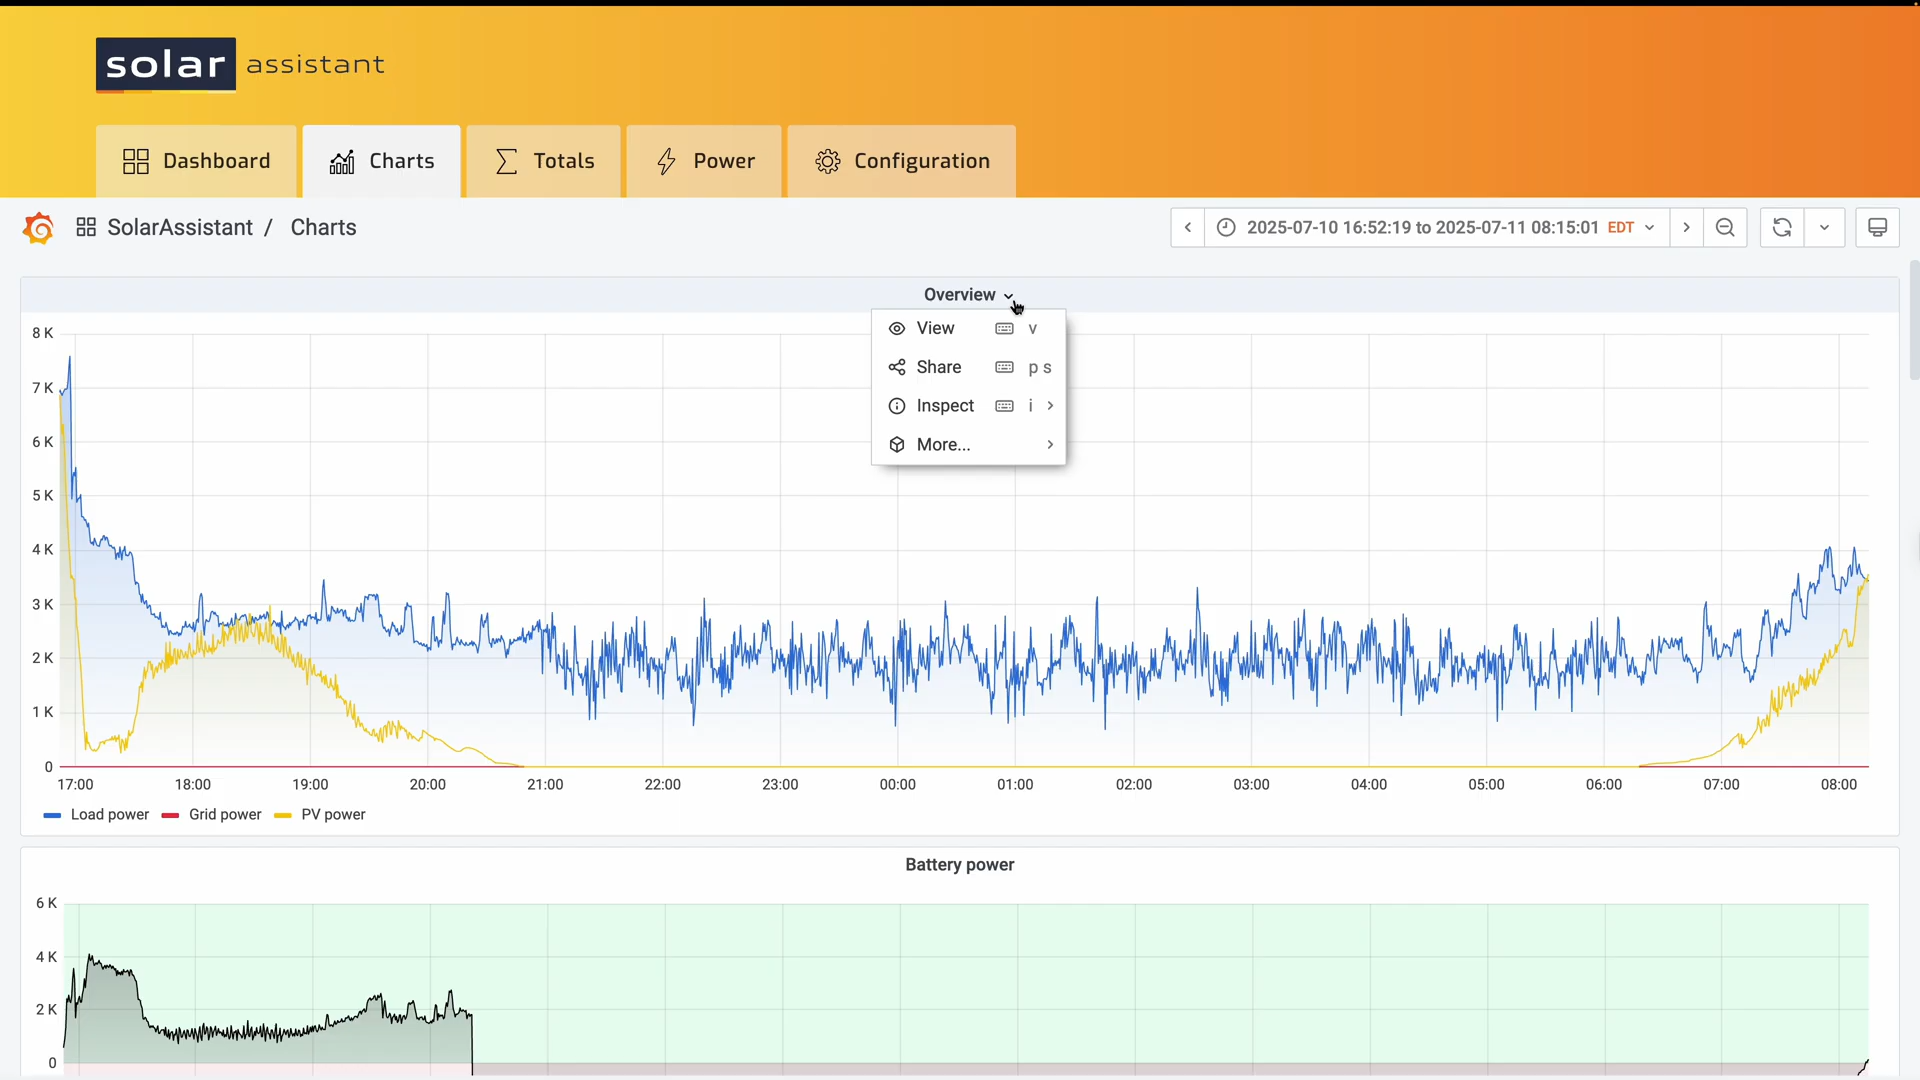 solar assistant
Dashboard Charts Totals Power Configuration
SolarAssistant / Charts
2025-07-10 16:52:19 to 2025-07-11 08:15:01 EDT
Overview
View v
Share p s
Inspect i
More...
8 K
7 K
6 K
5 K
4 K
3 K
2 K
1 K
0
17:00 18:00 19:00 20:00 21:00 22:00 23:00 00:00 01:00 02:00 03:00 04:00 05:00 06:00 07:00 08:00
Load power Grid power PV power
Battery power
6 K
4 K
2 K
0